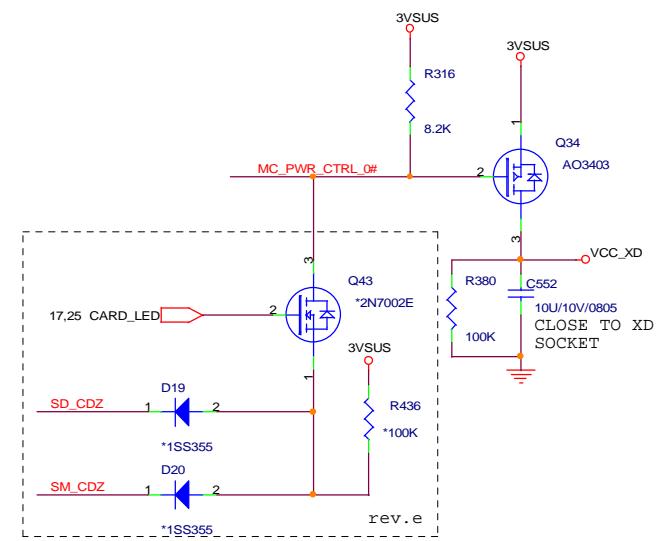 3VSUS
3VSUS
R316
8.2K
1
Q34
AO3403
MC_PWR_CTRL_0#
2
3
VCC_XD
3
Q43
*2N7002E
R380
C552
10U/10V/0805
17,25 CARD_LED
2
CLOSE TO XD
SOCKET
100K
3VSUS
1
D19
SD_CDZ
1
2
R436
*100K
*1SS355
D20
SM_CDZ
1
2
*1SS355
rev.e